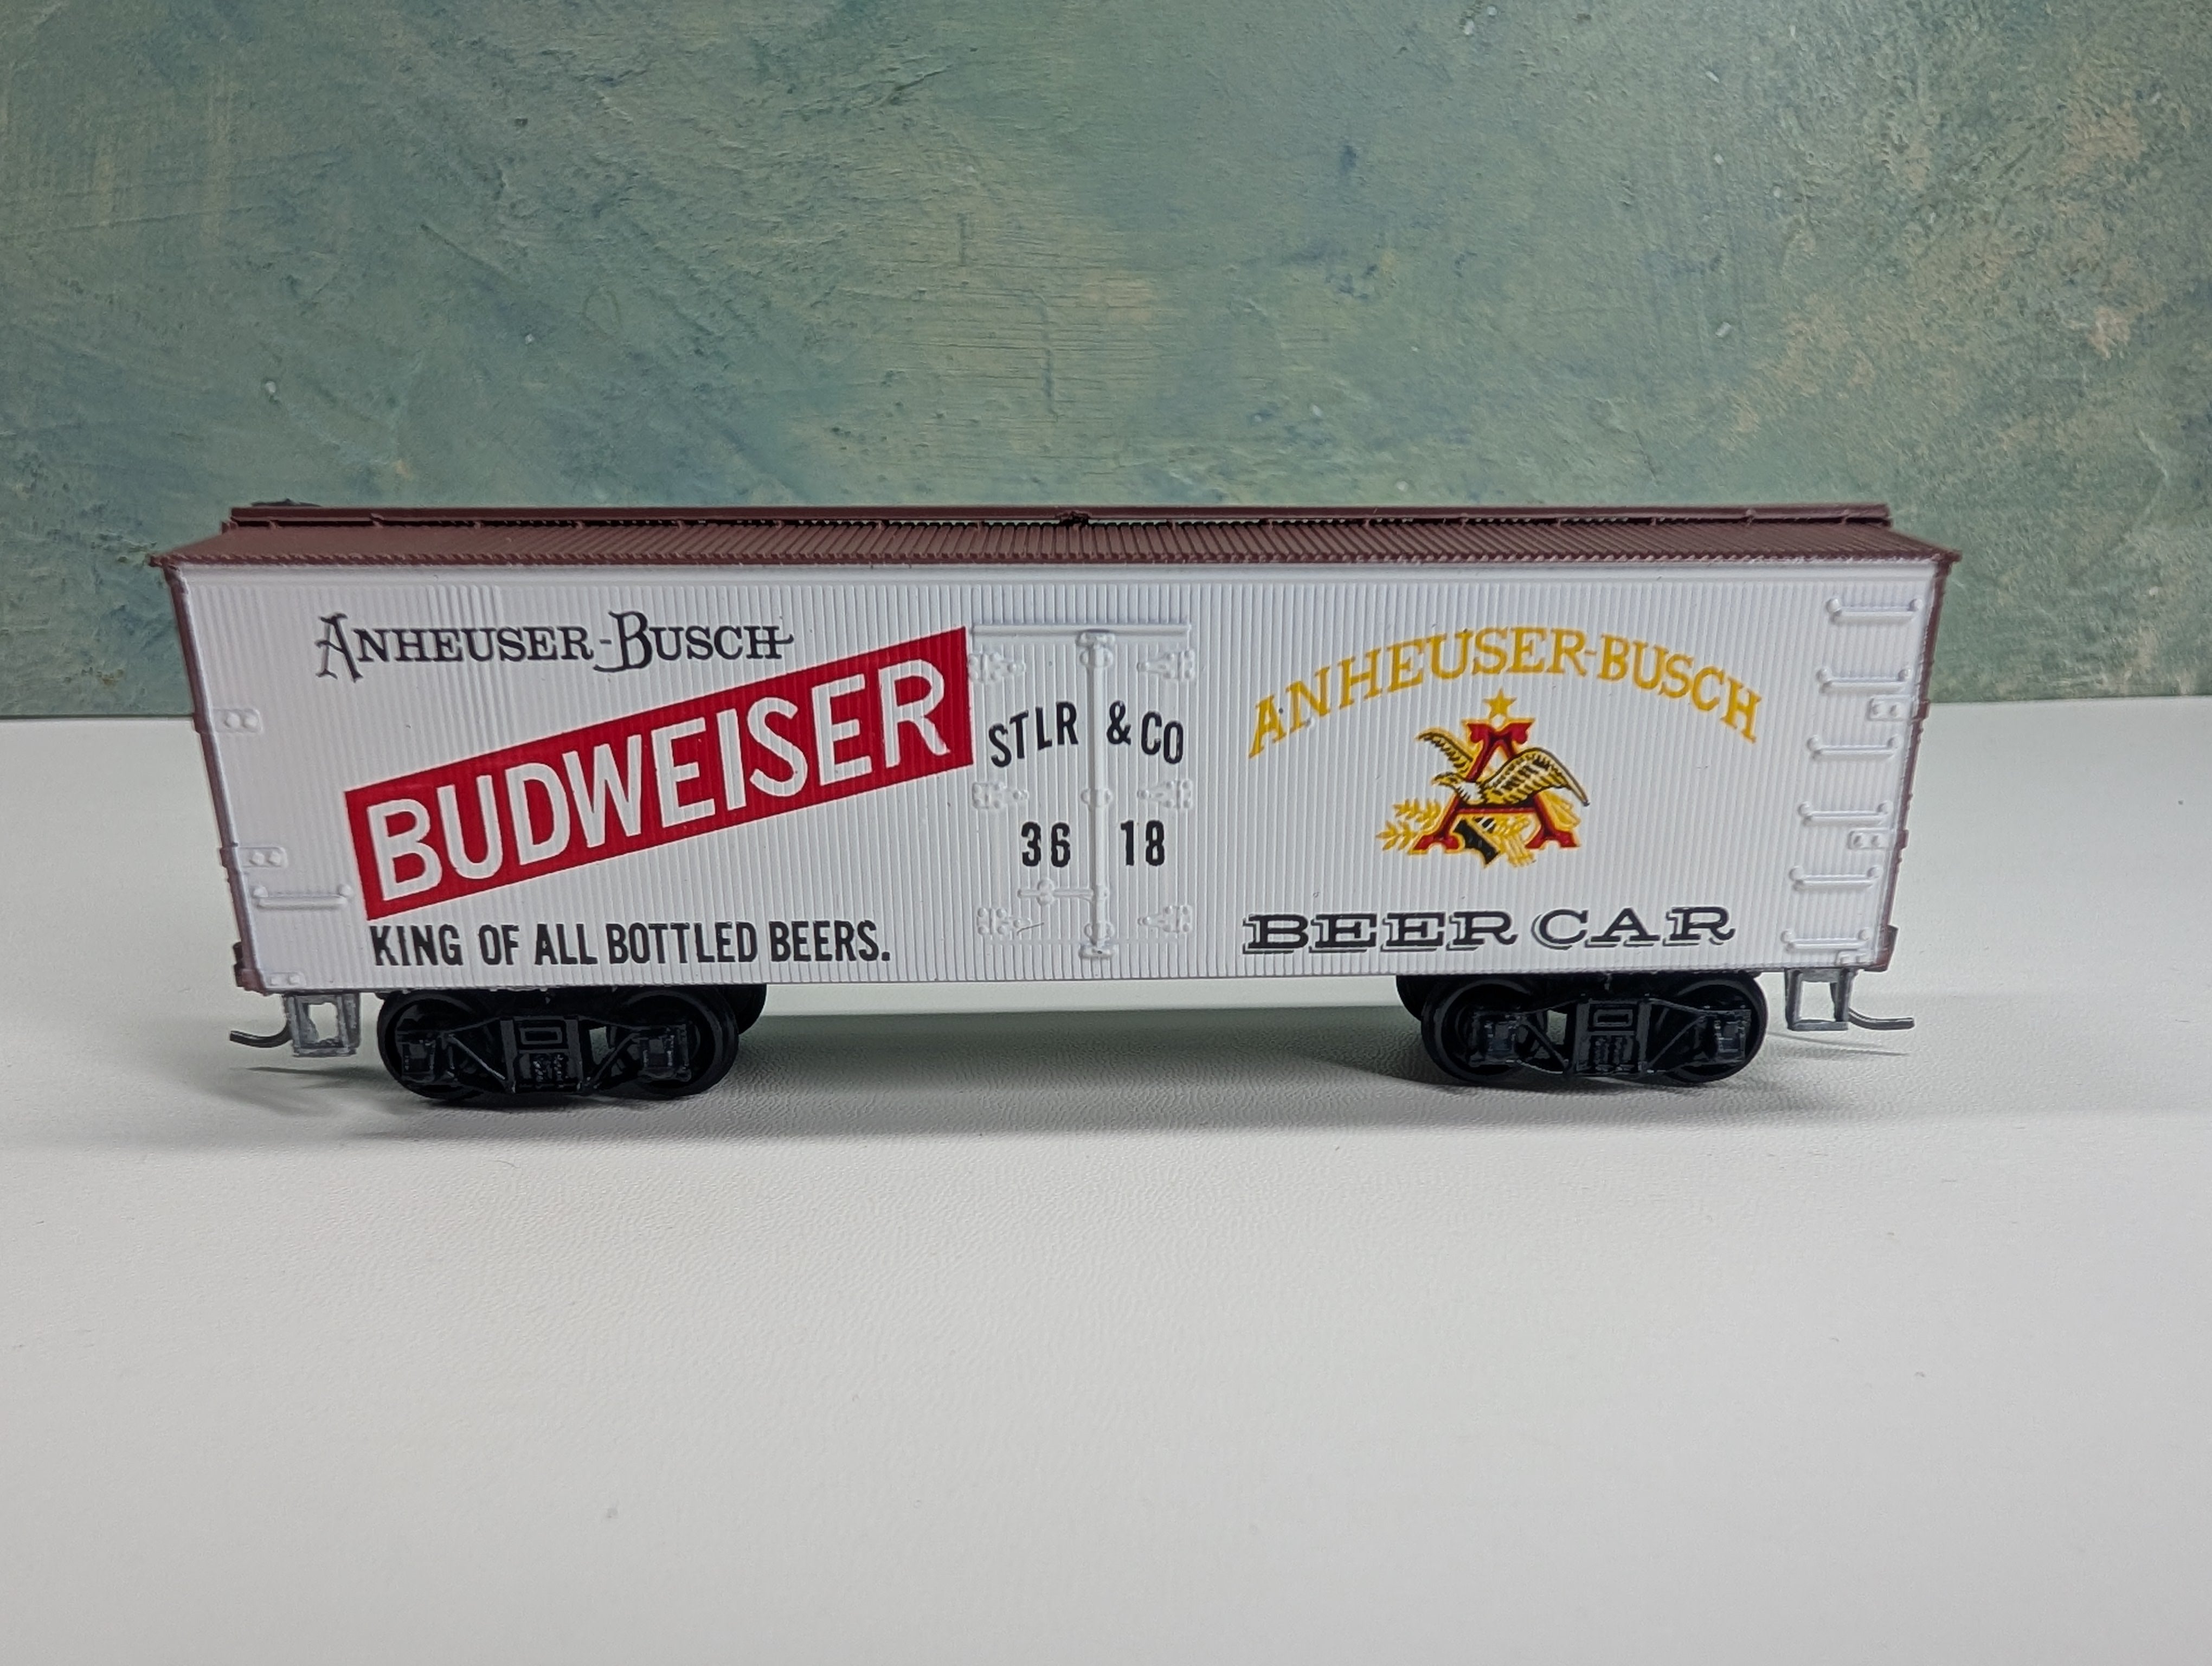 ANHEUSER-BUSCH
BUDWEISER
KING OF ALL BOTTLED BEERS.
STLR & CO
36 18
ANHEUSER-BUSCH
A
BEER CAR